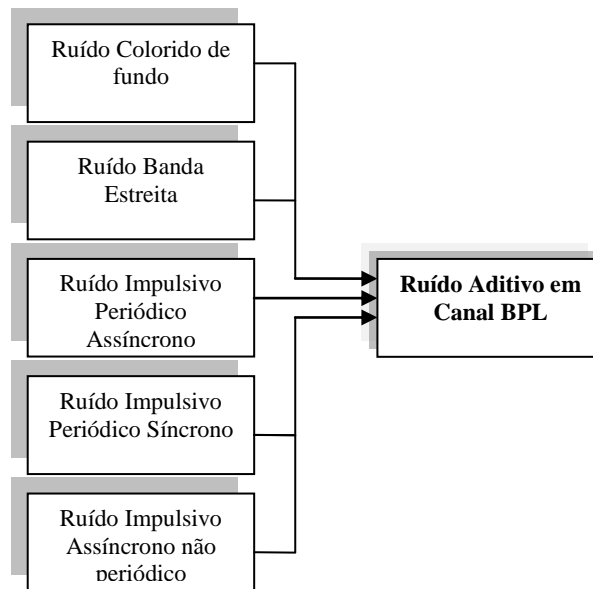 Ruído Colorido de
fundo
Ruído Banda
Estreita
Ruído Impulsivo
Periódico
Assíncrono
Ruído Impulsivo
Periódico Síncrono
Ruído Impulsivo
Assíncrono não
periódico
Ruído Aditivo em
Canal BPL